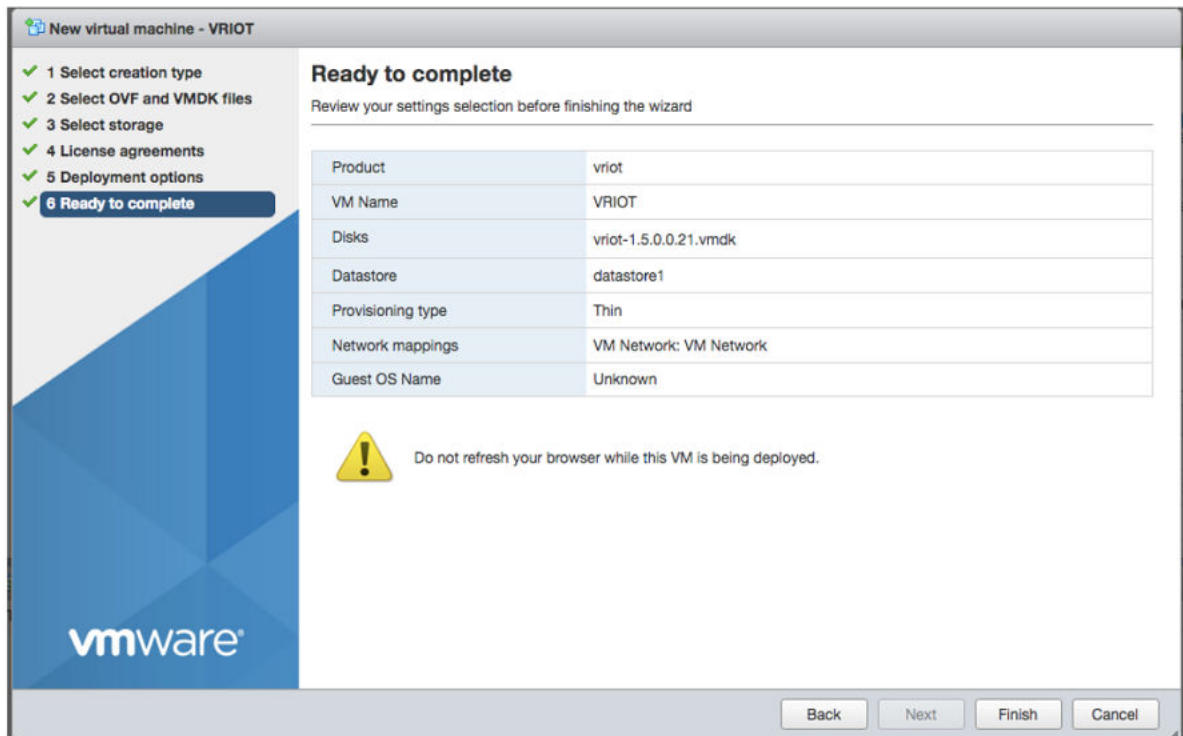 New virtual machine - VRIOT
1 Select creation type
2 Select OVF and VMDK files
3 Select storage
4 License agreements
5 Deployment options
6 Ready to complete
vmware®
Ready to complete
Review your settings selection before finishing the wizard
Product vriot
VM Name VRIOT
Disks vriot-1.5.0.0.21.vmdk
Datastore datastore1
Provisioning type Thin
Network mappings VM Network: VM Network
Guest OS Name Unknown
Do not refresh your browser while this VM is being deployed.
Back Next Finish Cancel